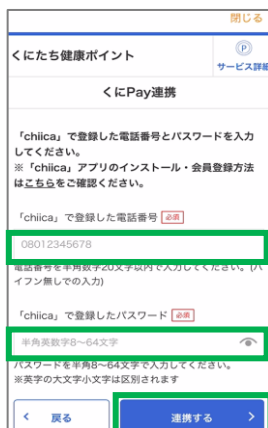 閉じる
くにたち健康ポイント
P
サービス詳細
くにPay連携
「chiica」で登録した電話番号とパスワードを入力
してください。
※「chiica」アプリのインストール・会員登録方法
はこちらをご確認ください。
「chiica」で登録した電話番号 必須
08012345678
電話番号を半角数字20文字以内で入力してください。(ハ
イフン無しでの入力)
「chiica」で登録したパスワード 必須
半角英数字8～64文字
パスワードを半角8～64文字で入力してください。
※英字の大文字小文字は区別されます
< 戻る
連携する >